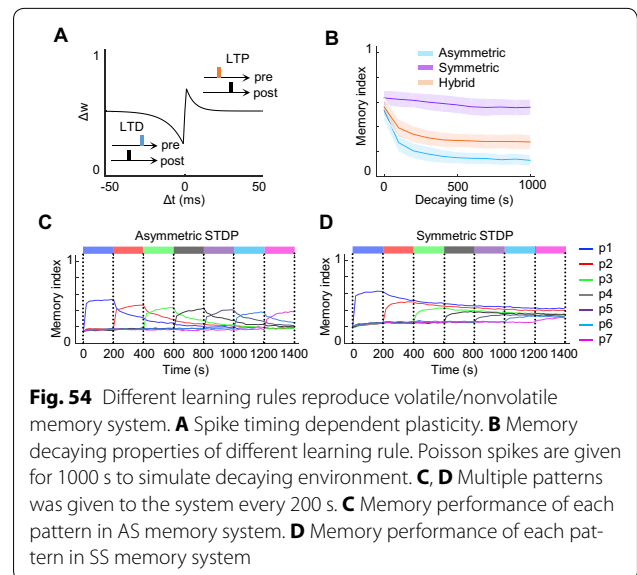 A
B
1
Δw
0
LTP
pre
post
LTD
pre
post
-50
0
50
Δt (ms)
1
Memory index
0
Asymmetric
Symmetric
Hybrid
0
500
1000
Decaying time (s)
C
D
Asymmetric STDP
Symmetric STDP
1
Memory index
0
0 200 400 600 800 1000 1200 1400
Time (s)
1
Memory index
0
0 200 400 600 800 1000 1200 1400
Time (s)
p1
p2
p3
p4
p5
p6
p7
Fig. 54 Different learning rules reproduce volatile/nonvolatile
memory system. A Spike timing dependent plasticity. B Memory
decaying properties of different learning rule. Poisson spikes are given
for 1000 s to simulate decaying environment. C, D Multiple patterns
was given to the system every 200 s. C Memory performance of each
pattern in AS memory system. D Memory performance of each pat-
tern in SS memory system